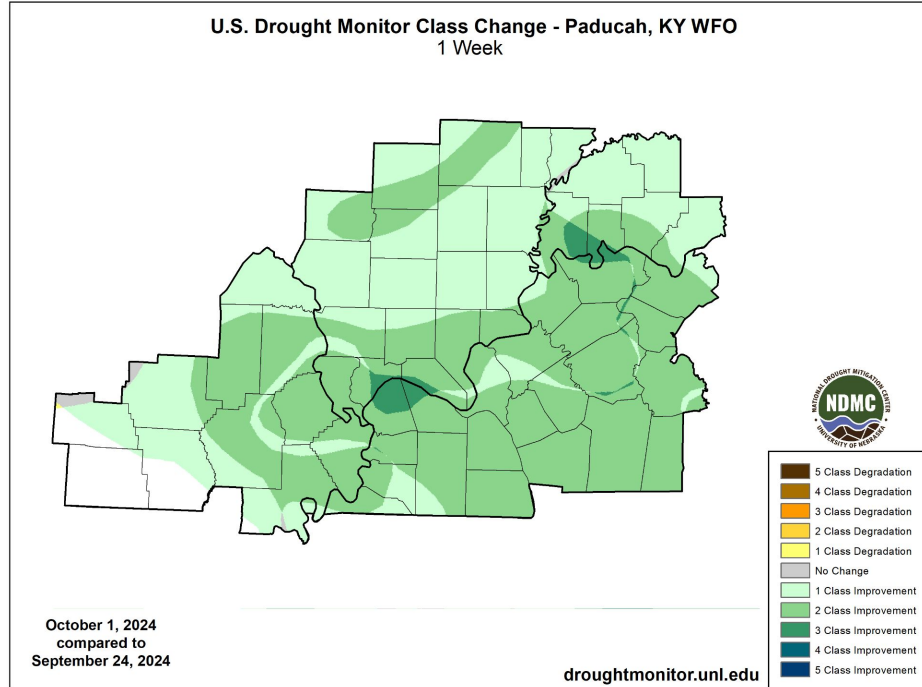 U.S. Drought Monitor Class Change - Paducah, KY WFO
1 Week
NATIONAL DROUGHT MITIGATION CENTER
NDMC
UNIVERSITY OF NEBRASKA
5 Class Degradation
4 Class Degradation
3 Class Degradation
2 Class Degradation
1 Class Degradation
No Change
1 Class Improvement
2 Class Improvement
3 Class Improvement
4 Class Improvement
5 Class Improvement
October 1, 2024
compared to
September 24, 2024
droughtmonitor.unl.edu